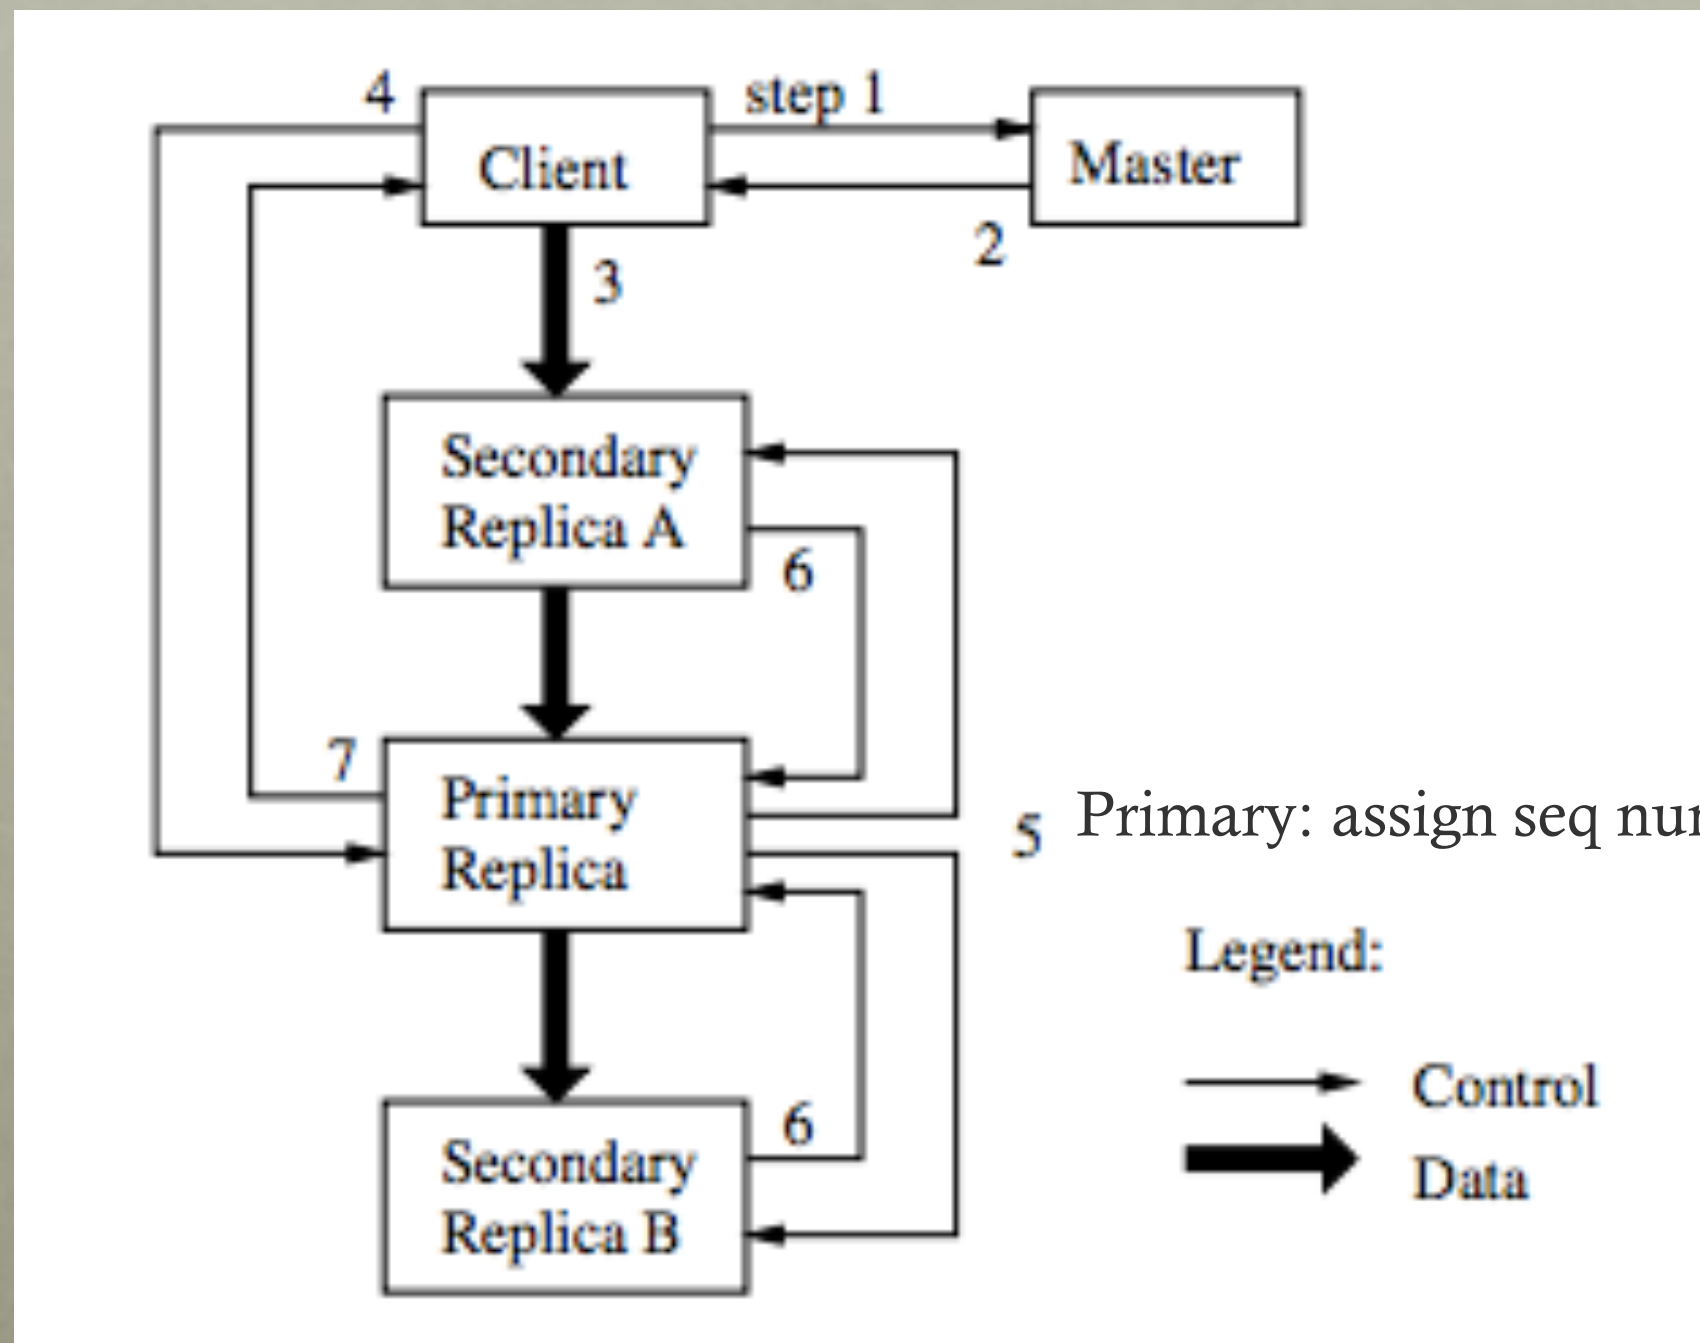 4
step 1
Client
Master
2
3
Secondary
Replica A
6
7
Primary
Replica
5
Primary: assign seq
Legend:
Control
Data
6
Secondary
Replica B